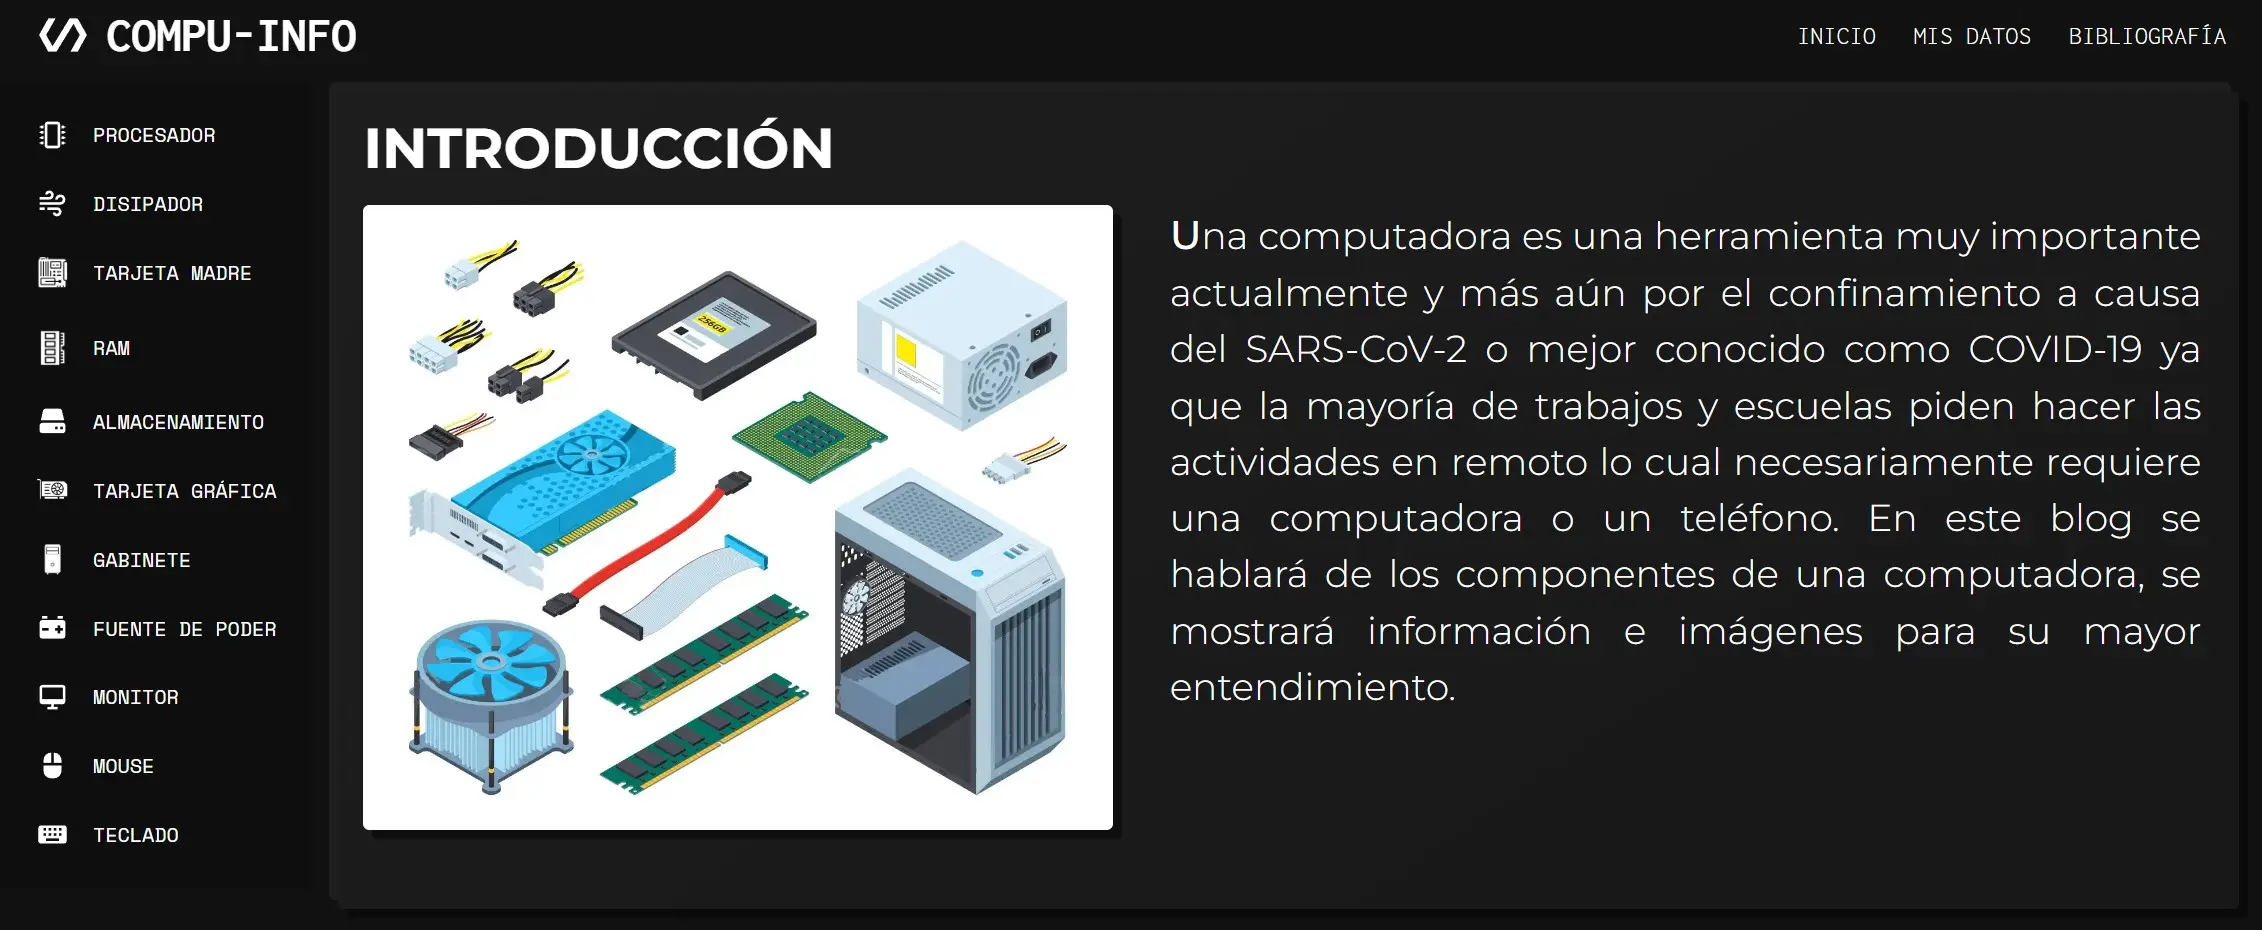 COMPU-INFO
INICIO
MIS DATOS
BIBLIOGRAFÍA
PROCESADOR
DISIPADOR
TARJETA MADRE
RAM
ALMACENAMIENTO
TARJETA GRÁFICA
GABINETE
FUENTE DE PODER
MONITOR
MOUSE
TECLADO
INTRODUCCIÓN
256GB
Una computadora es una herramienta muy importante
actualmente y más aún por el confinamiento a causa
del SARS-CoV-2 o mejor conocido como COVID-19 ya
que la mayoría de trabajos y escuelas piden hacer las
actividades en remoto lo cual necesariamente requiere
una computadora o un teléfono. En este blog se
hablará de los componentes de una computadora, se
mostrará información e imágenes para su mayor
entendimiento.